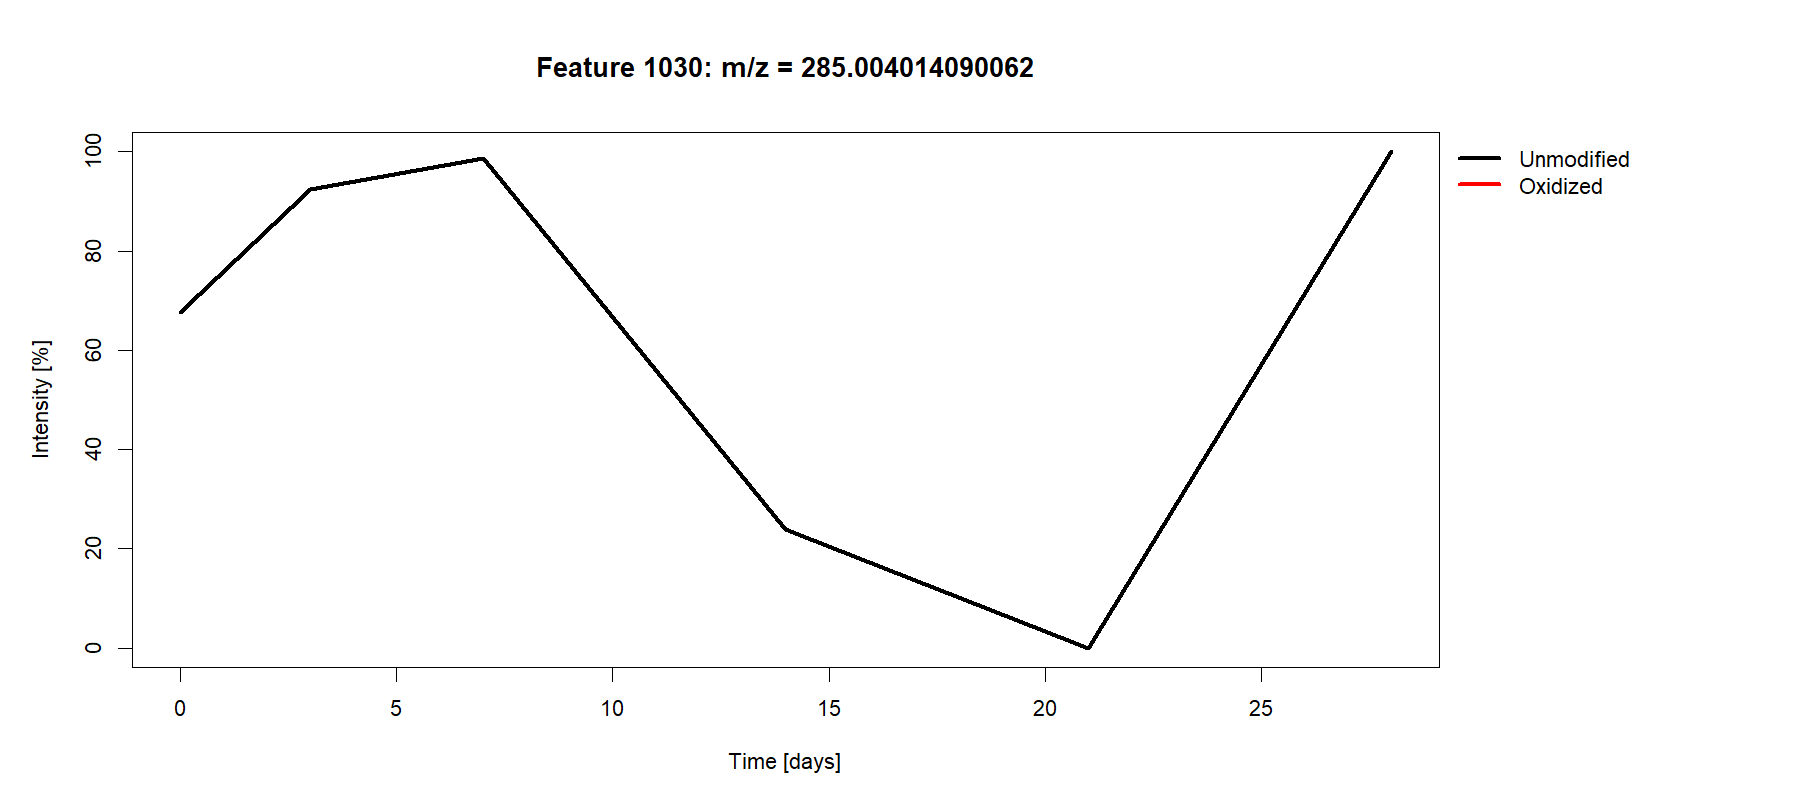 Feature 1030: m/z = 285.004014090062
Unmodified
Oxidized
Intensity [%]
100
80
60
40
20
0
0 5 10 15 20 25
Time [days]